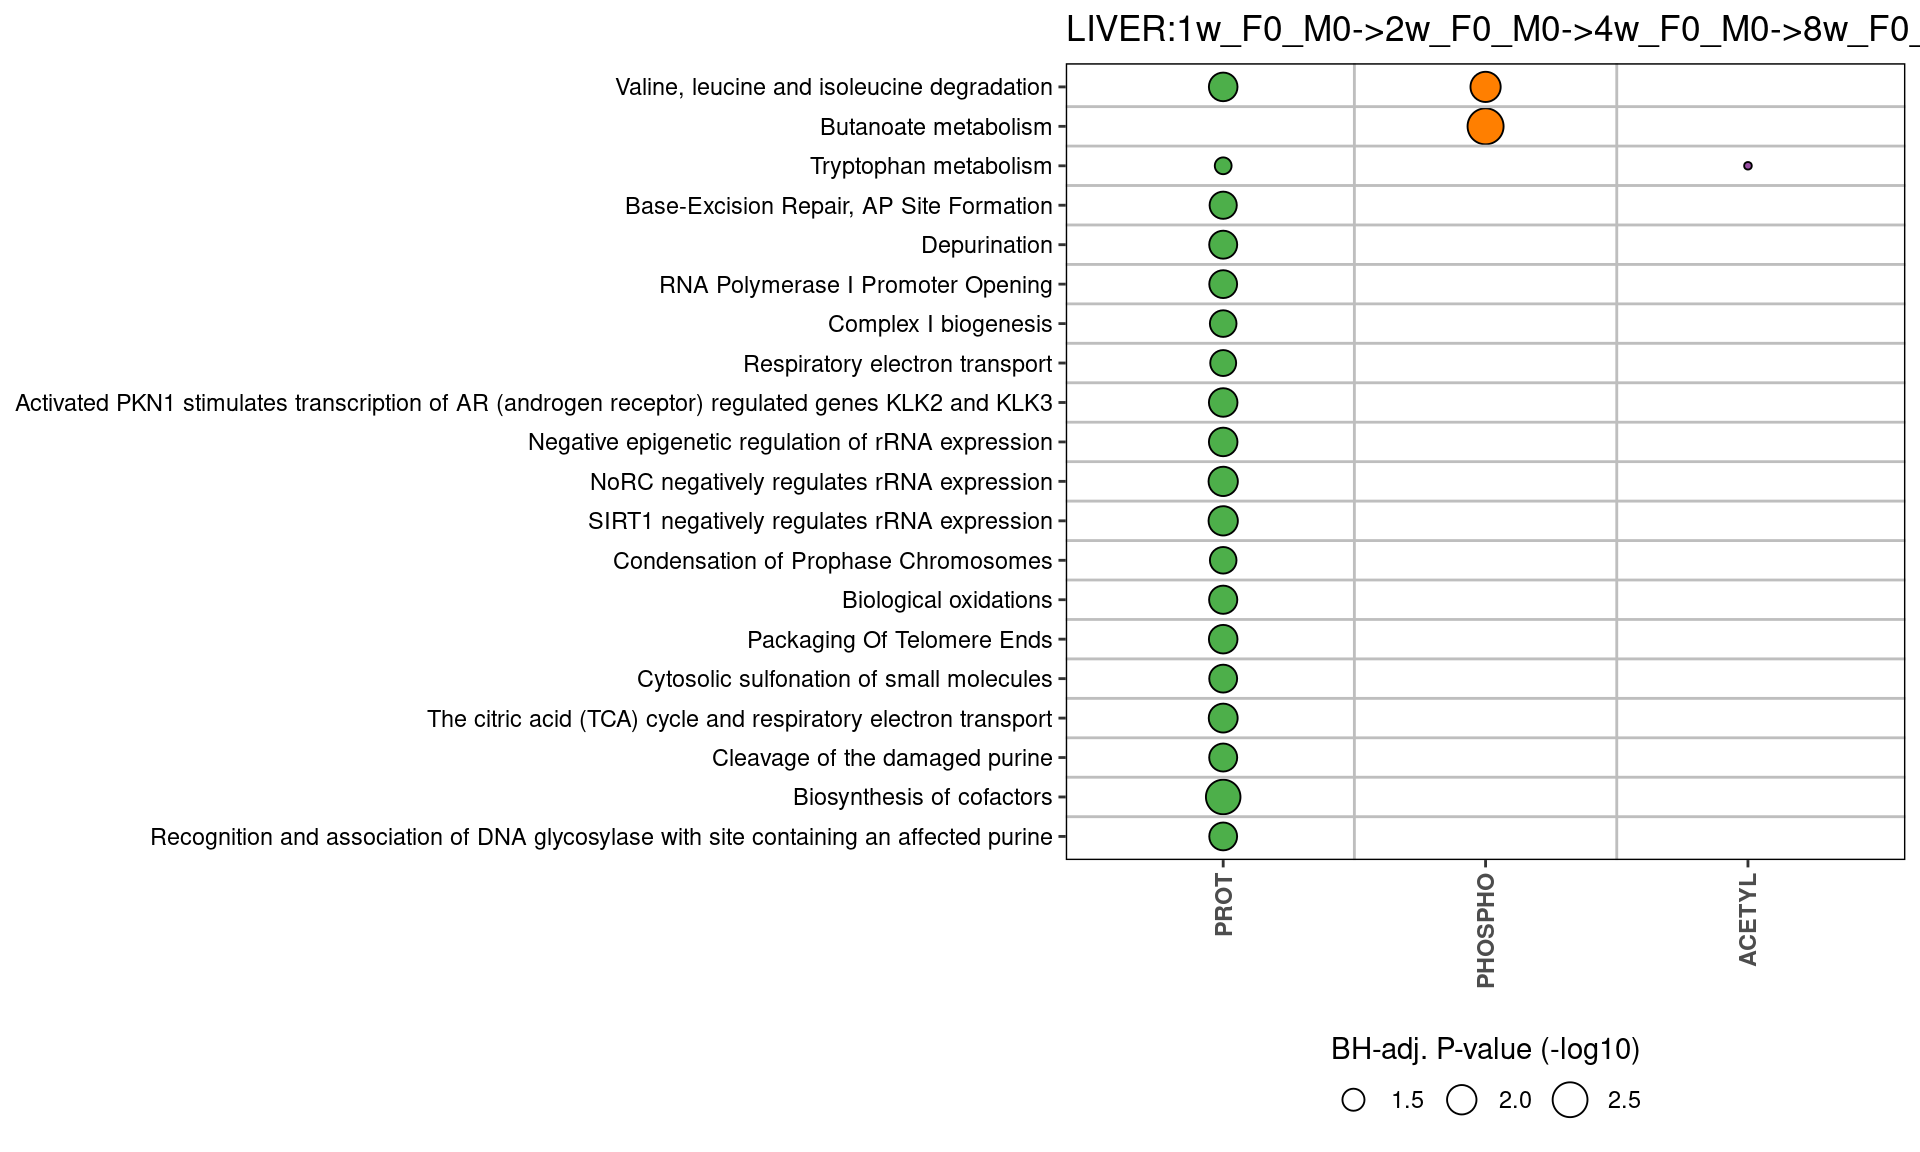 LIVER:1w_F0_M0->2w_F0_M0->4w_F0_M0->8w_F0_
Valine, leucine and isoleucine degradation
Butanoate metabolism
Tryptophan metabolism
Base-Excision Repair, AP Site Formation
Depurination
RNA Polymerase I Promoter Opening
Complex I biogenesis
Respiratory electron transport
Activated PKN1 stimulates transcription of AR (androgen receptor) regulated genes KLK2 and KLK3
Negative epigenetic regulation of rRNA expression
NoRC negatively regulates rRNA expression
SIRT1 negatively regulates rRNA expression
Condensation of Prophase Chromosomes
Biological oxidations
Packaging Of Telomere Ends
Cytosolic sulfonation of small molecules
The citric acid (TCA) cycle and respiratory electron transport
Cleavage of the damaged purine
Biosynthesis of cofactors
Recognition and association of DNA glycosylase with site containing an affected purine
PROT
PHOSPHO
ACETYL
BH-adj. P-value (-log10)
1.5 2.0 2.5